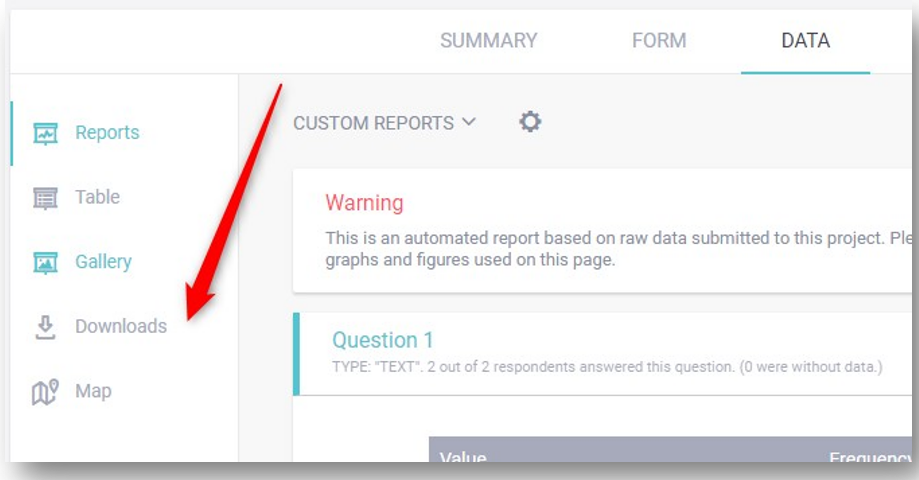 SUMMARY FORM DATA
Reports
Table
Gallery
Downloads
Map
CUSTOM REPORTS
Warning
This is an automated report based on raw data submitted to this project.
graphs and figures used on this page.
Question 1
TYPE: "TEXT". 2 out of 2 respondents answered this question. (0 were without data.)
Value Frequency